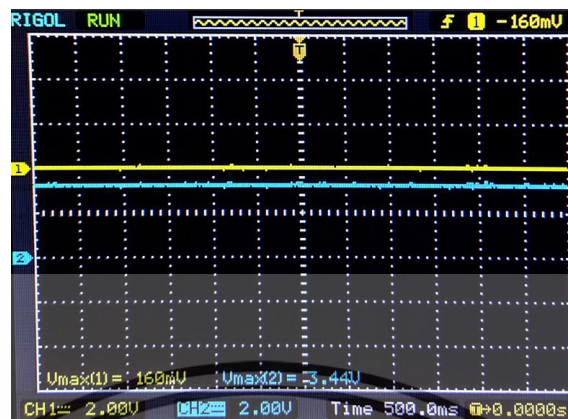 RIGOL RUN T f 1 -160mV
T
1
2
Vmax(1)= 160mV Vmax(2)= 3.44V
CH1 2.00V CH2 2.00V Time 500.0ms T→0.0000s